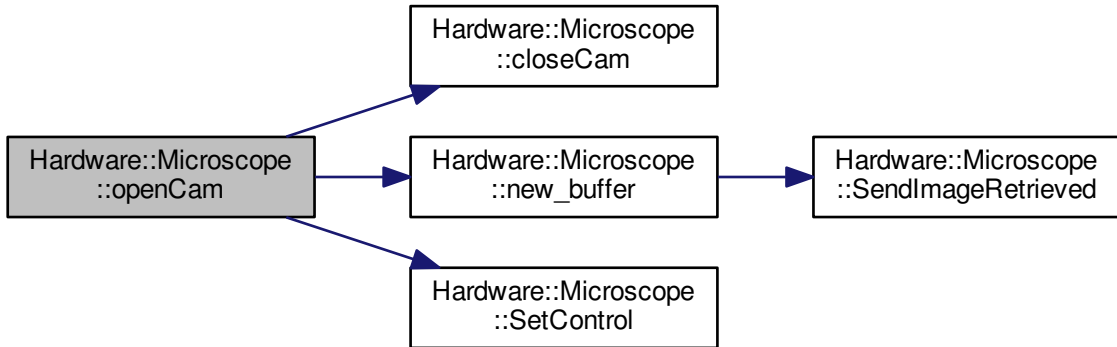 Hardware::Microscope
::closeCam
Hardware::Microscope
::openCam
Hardware::Microscope
::new_buffer
Hardware::Microscope
::SendImageRetrieved
Hardware::Microscope
::SetControl